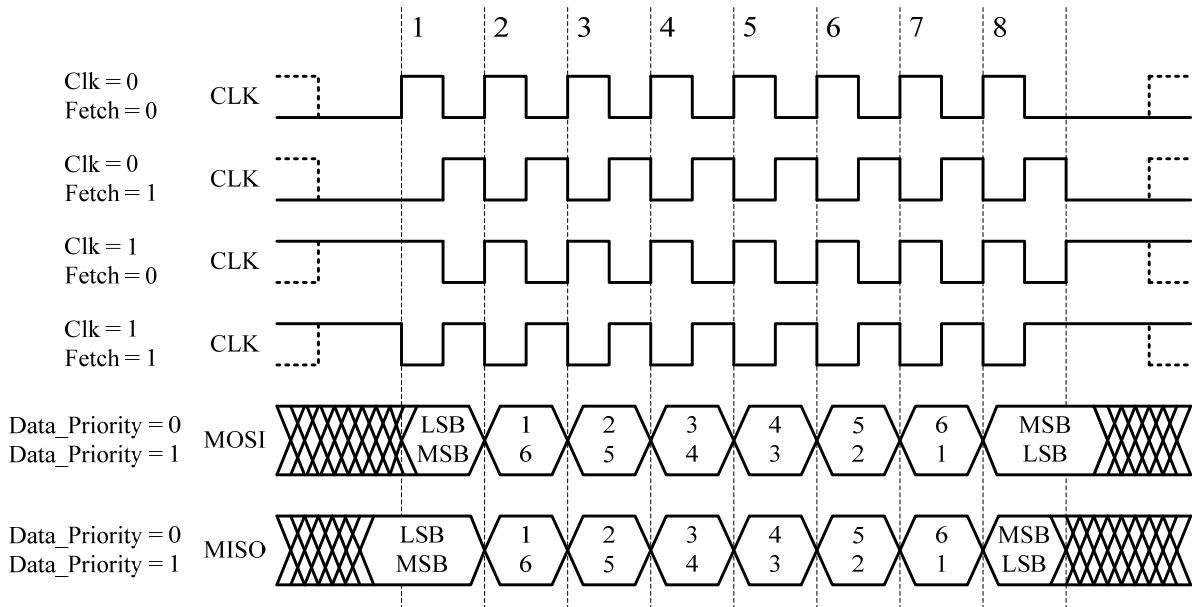 1 2 3 4 5 6 7 8
Clk = 0
Fetch = 0
CLK
Clk = 0
Fetch = 1
CLK
Clk = 1
Fetch = 0
CLK
Clk = 1
Fetch = 1
CLK
Data_Priority = 0
Data_Priority = 1
MOSI
LSB 1 2 3 4 5 6 MSB
MSB 6 5 4 3 2 1 LSB
Data_Priority = 0
Data_Priority = 1
MISO
LSB 1 2 3 4 5 6 MSB
MSB 6 5 4 3 2 1 LSB